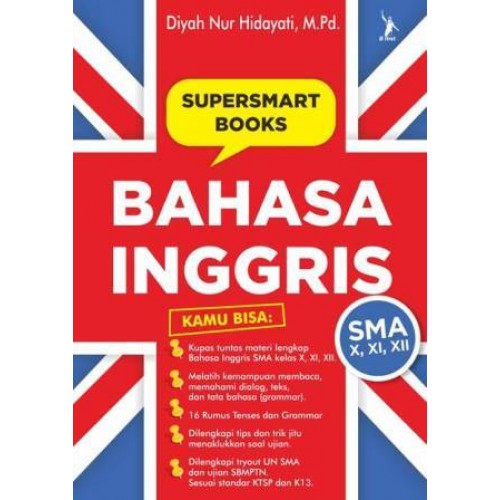 Diyah Nur Hidayati, M.Pd.
B first
SUPERSMART
BOOKS
BAHASA
INGGRIS
KAMU BISA:
SMA
X, XI, XII
Kupas tuntas materi lengkap
Bahasa Inggris SMA kelas X, XI, XII.
Melatih kemampuan membaca,
memahami dialog, teks,
dan tata bahasa (grammar).
16 Rumus Tenses dan Grammar
Dilengkapi tips dan trik jitu
menaklukkan soal ujian.
Dilengkapi tryout UN SMA
dan ujian SBMPTN.
Sesuai standar KTSP dan K13.